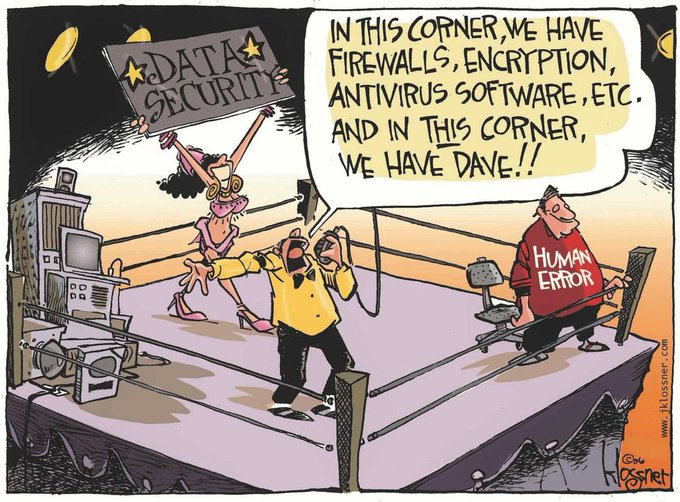 DATA
SECURITY
IN THIS CORNER, WE HAVE
FIREWALLS, ENCRYPTION,
ANTIVIRUS SOFTWARE, ETC.
AND IN THIS CORNER,
WE HAVE DAVE!!
HUMAN
ERROR
www.jklossner.com
©06
klossner